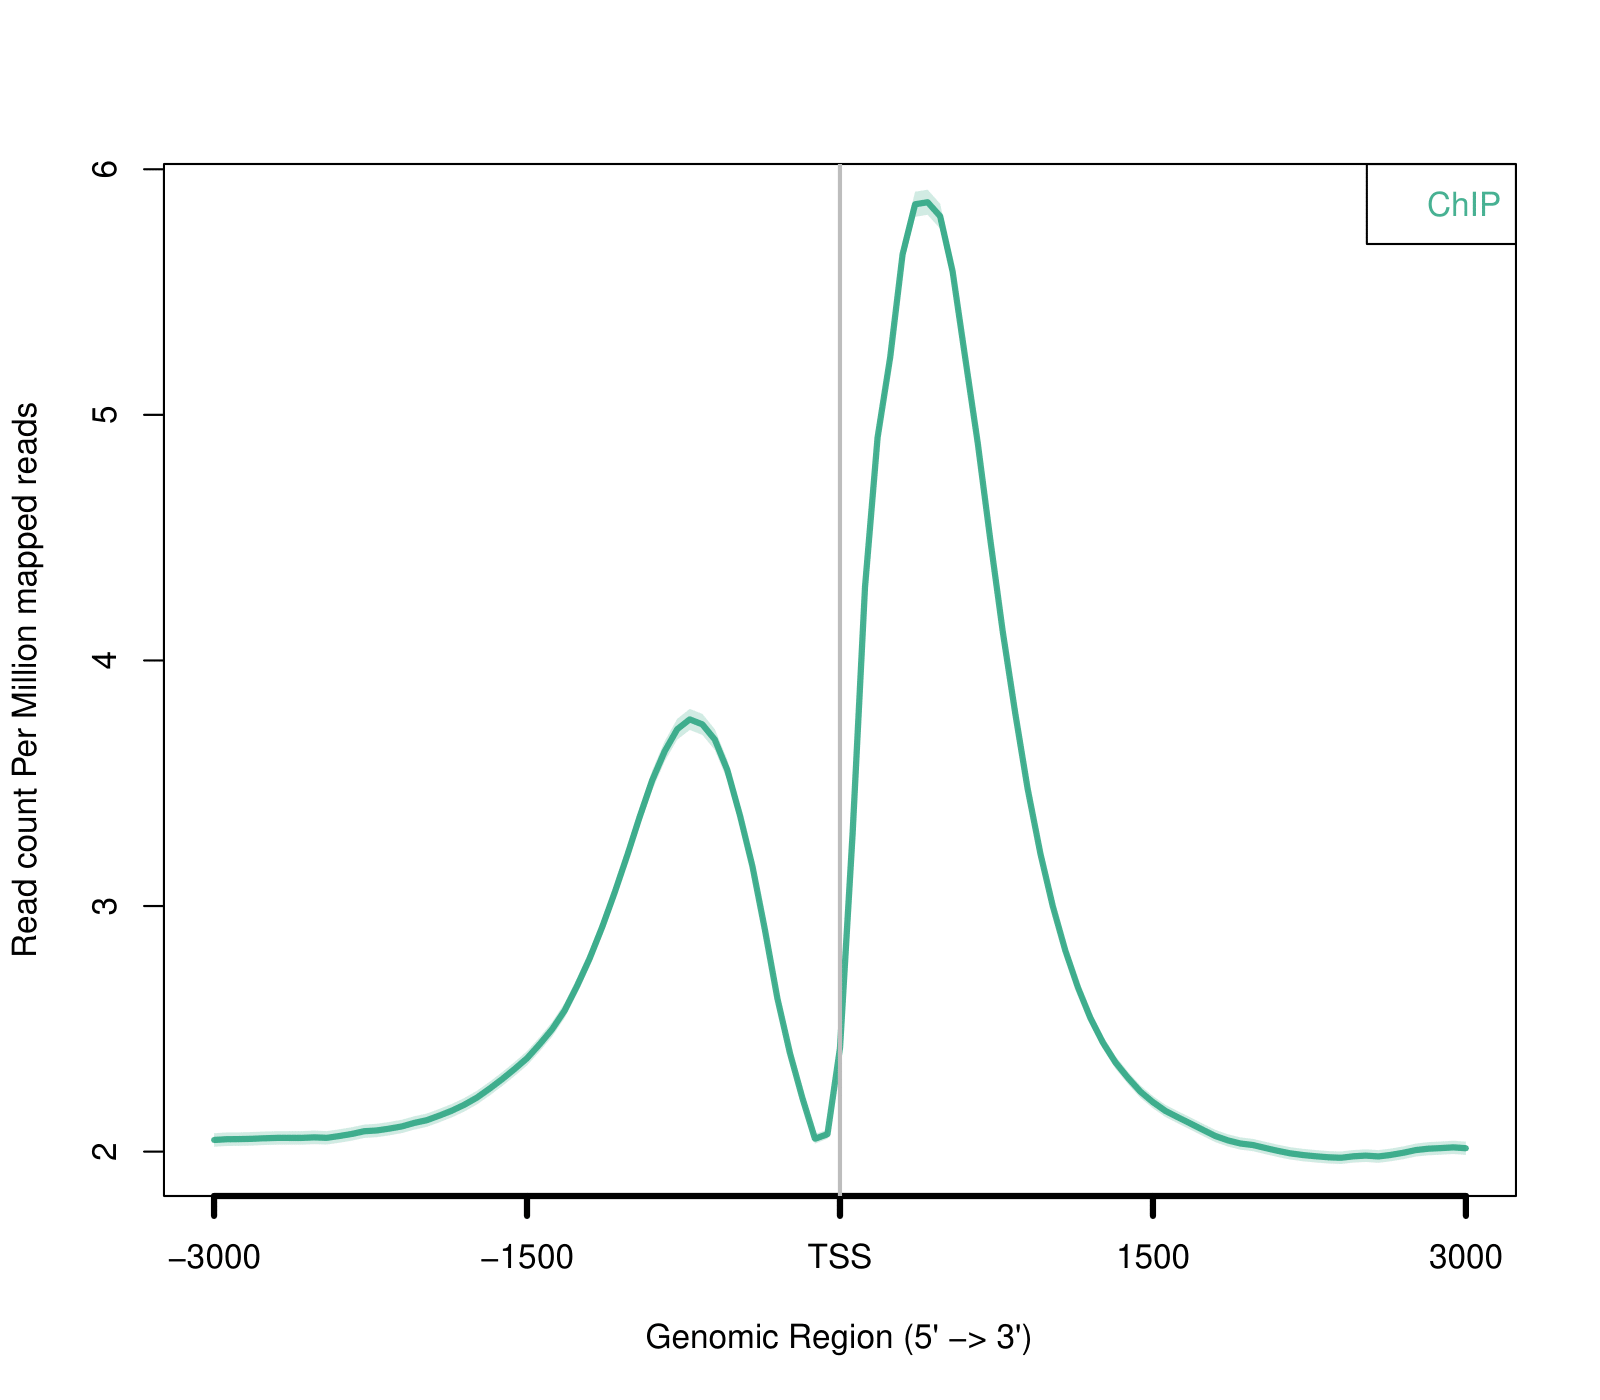 ChIP
6
5
4
3
2
Read count Per Million mapped reads
−3000 −1500 TSS 1500 3000
Genomic Region (5' −> 3')